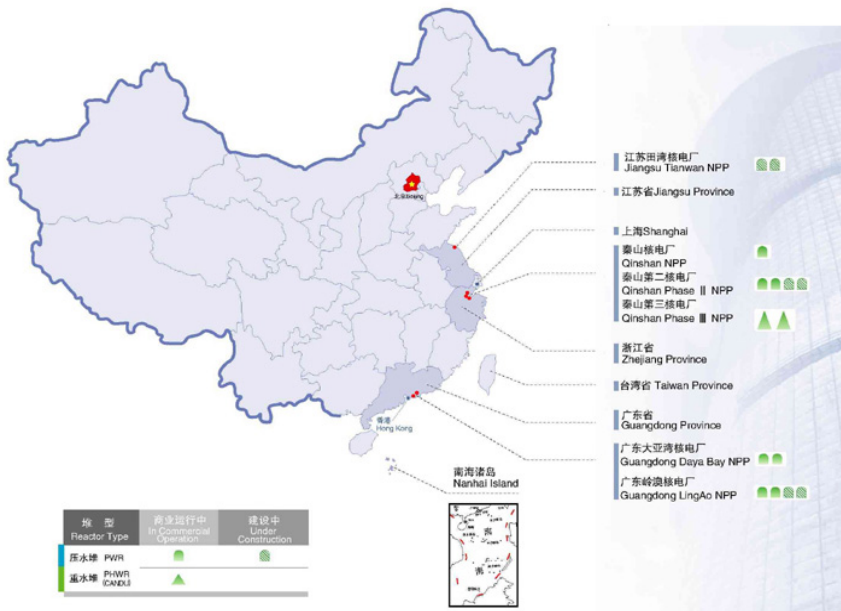 江苏田湾核电厂
Jiangsu Tianwan NPP
江苏省Jiangsu Province
上海Shanghai
秦山核电厂
Qinshan NPP
秦山第二核电厂
Qinshan Phase Ⅱ NPP
秦山第三核电厂
Qinshan Phase Ⅲ NPP
浙江省
Zhejiang Province
台湾省 Taiwan Province
广东省
Guangdong Province
广东大亚湾核电厂
Guangdong Daya Bay NPP
广东岭澳核电厂
Guangdong LingAo NPP
北京Beijing
香港
Hong Kong
南海诸岛
Nanhai Island
南
海
堆 型
Reactor Type
商业运行中
In Commercial
Operation
建设中
Under
Construction
压水堆 PWR
重水堆 PHWR
(CANDU)